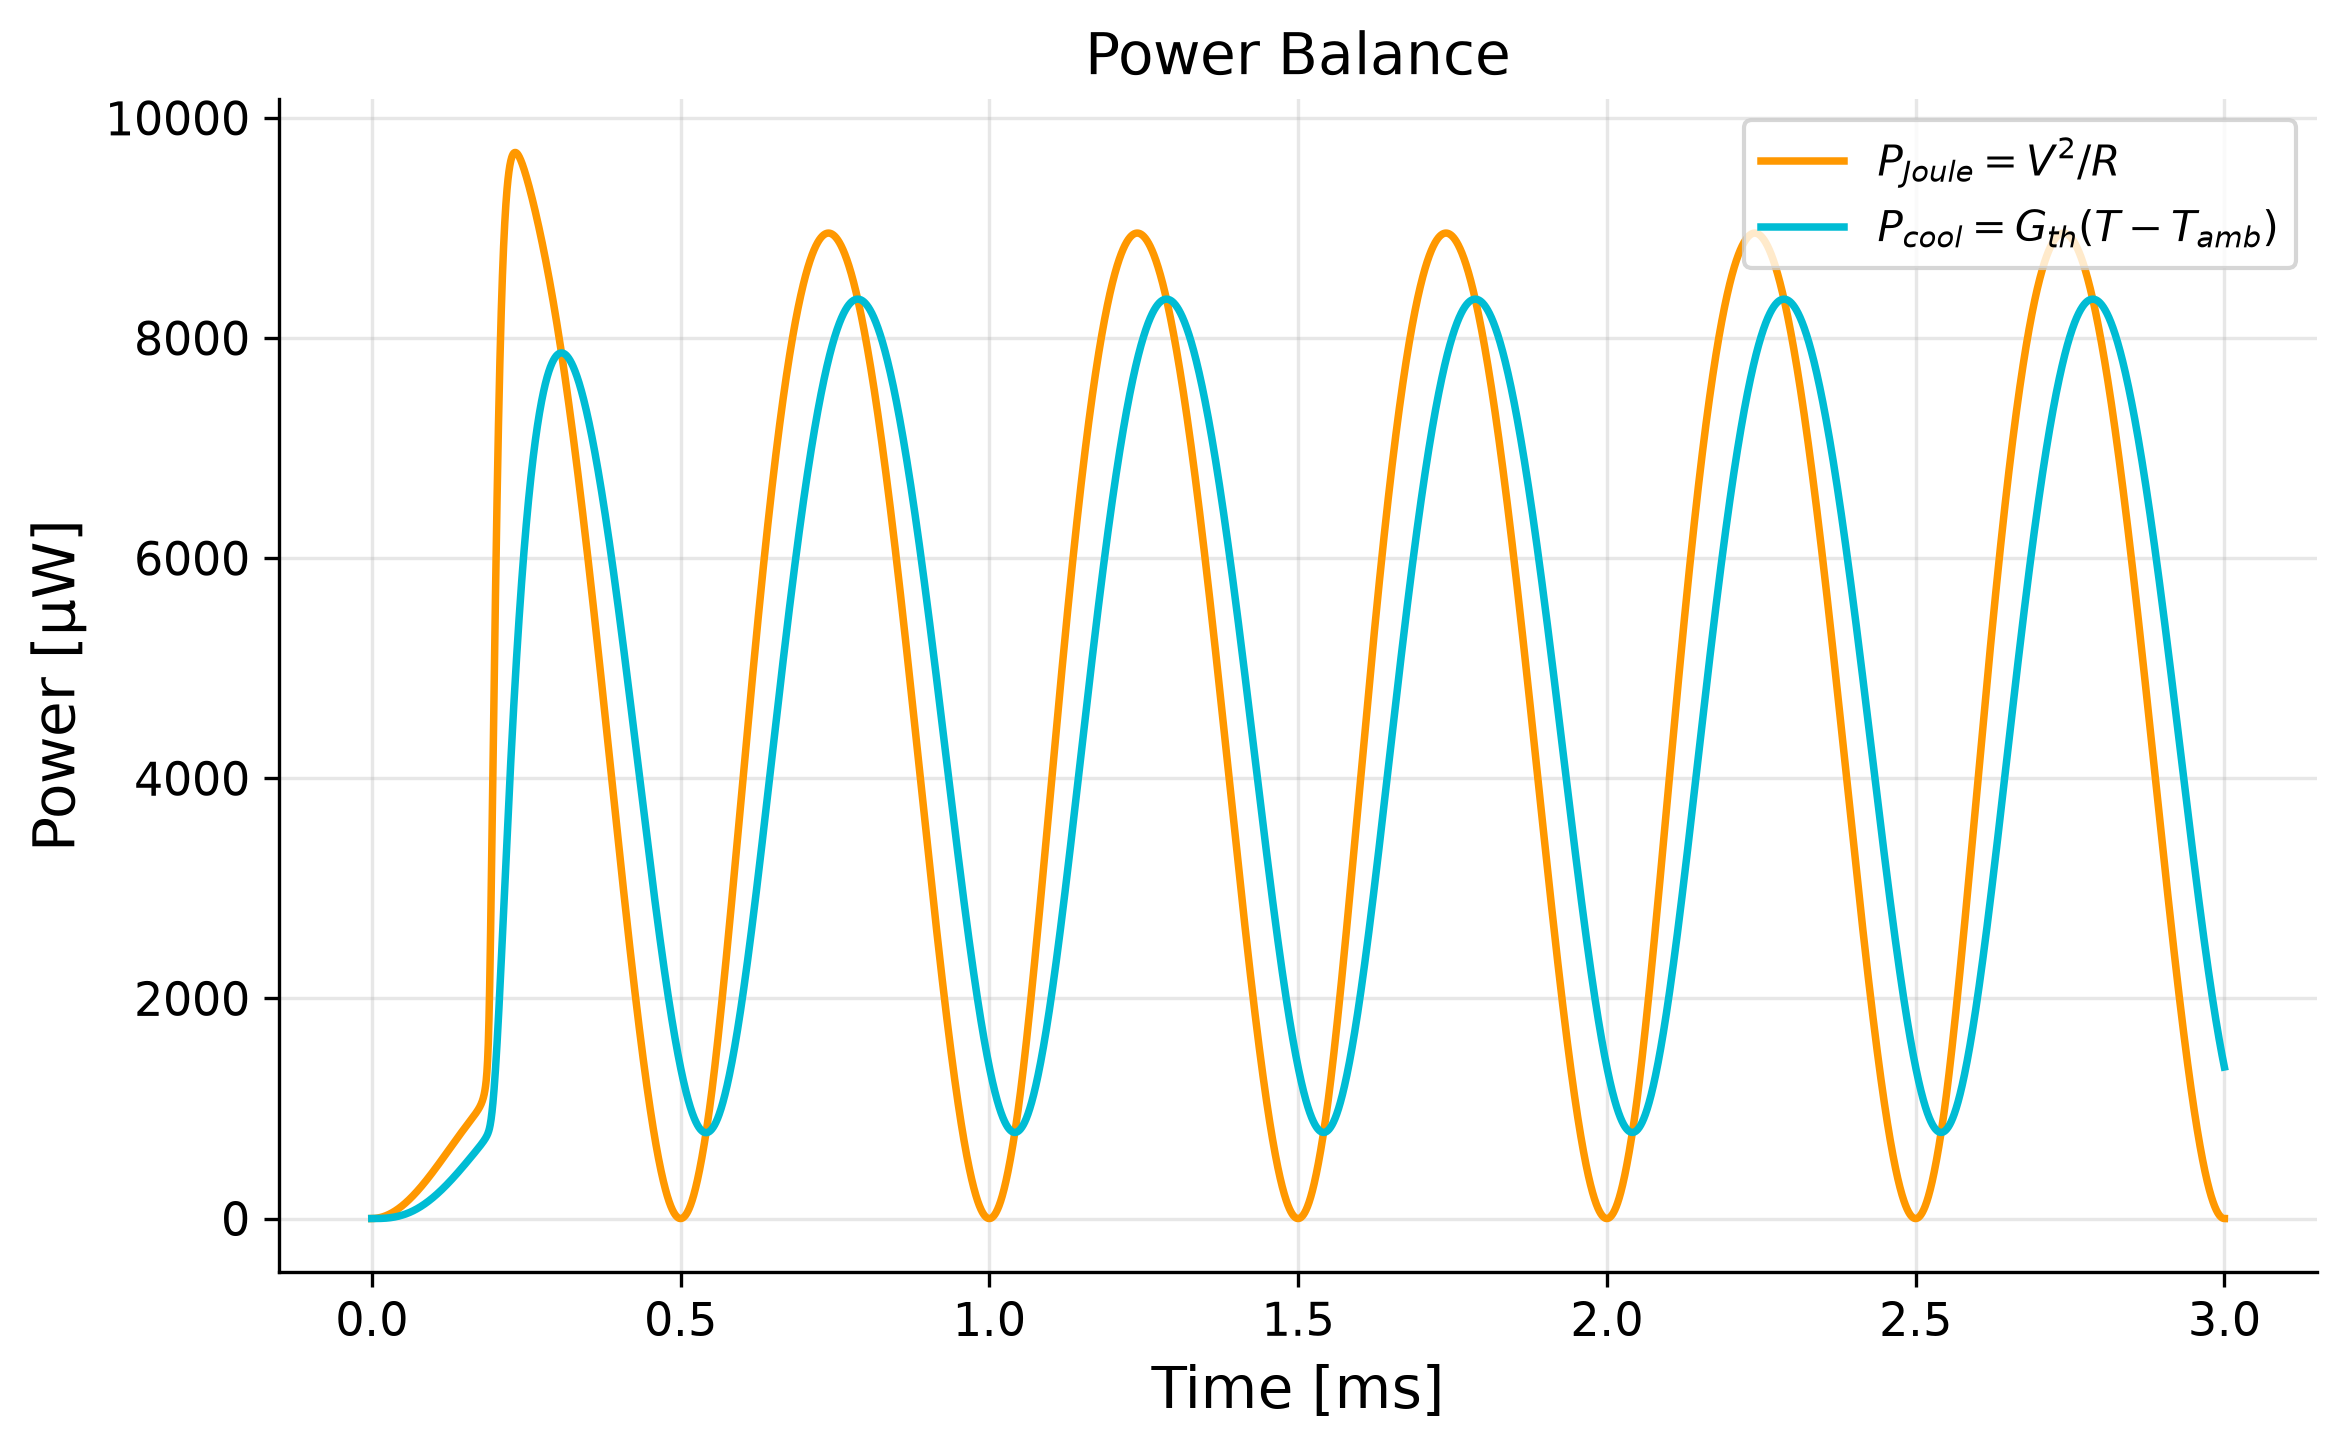 Power Balance
10000
8000
6000
4000
2000
0
Power [µW]
P_Joule = V²/R
P_cool = G_th(T − T_amb)
0.0 0.5 1.0 1.5 2.0 2.5 3.0
Time [ms]